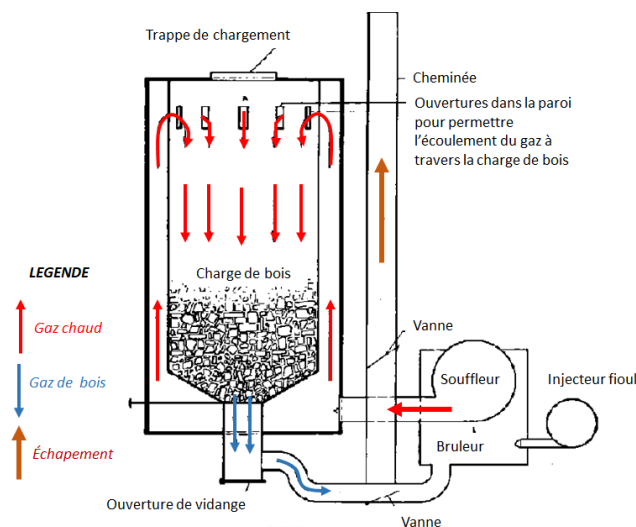 Trappe de chargement
Cheminée
Ouvertures dans la paroi
pour permettre
l'écoulement du gaz à
travers la charge de bois
LEGENDE
Charge de bois
Gaz chaud
Vanne
Gaz de bois
Souffleur
Injecteur fioul
Échapement
Bruleur
Ouverture de vidange
Vanne